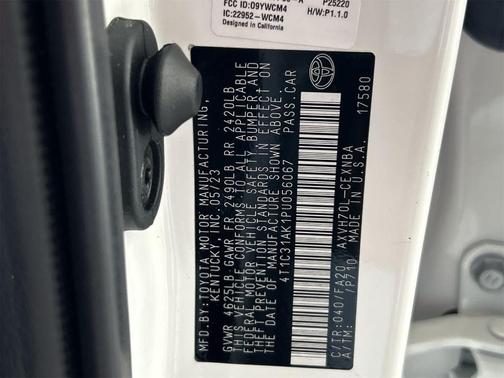 P25220
FCC ID:O9YWCM4
H/W:P1.1.0
IC:22952-WCM4
Designed in California
MFD.BY:TOYOTA MOTOR MANUFACTURING,
KENTUCKY, INC. 05/23
GVWR 4625LB GAWR FR 2490LB RR 2420LB
THIS VEHICLE CONFORMS TO ALL APPLICABLE
FEDERAL MOTOR VEHICLE SAFETY, BUMPER, AND
THEFT PREVENTION STANDARDS IN EFFECT ON
THE DATE OF MANUFACTURE SHOWN ABOVE.
4T1C31AK1PU056067 PASS.CAR
C/TR:040/FA20 AXVH70L-CEXNBA
A/TM: /P710 MADE IN U.S.A.
17580